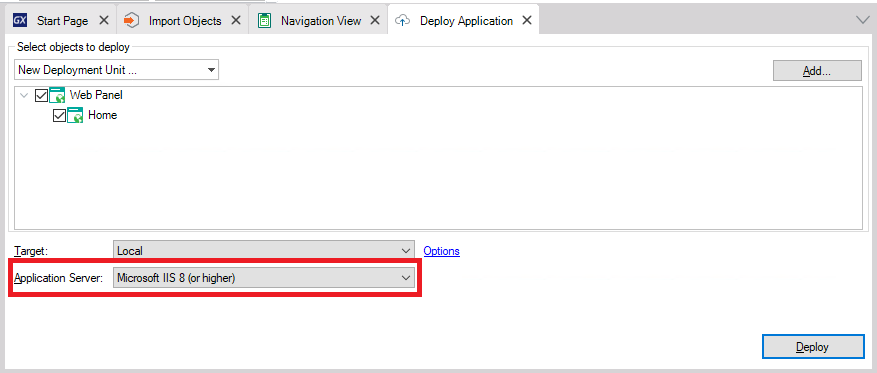 GX Start Page Import Objects Navigation View Deploy Application
Select objects to deploy
New Deployment Unit ... Add...
Web Panel
Home
Target: Local Options
Application Server: Microsoft IIS 8 (or higher)
Deploy